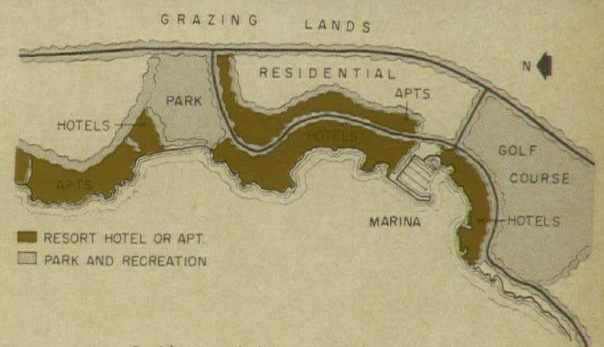 GRAZING LANDS
N
RESIDENTIAL
PARK
APTS
HOTELS
HOTELS
GOLF
COURSE
APTS
MARINA
HOTELS
RESORT HOTEL OR APT.
PARK AND RECREATION